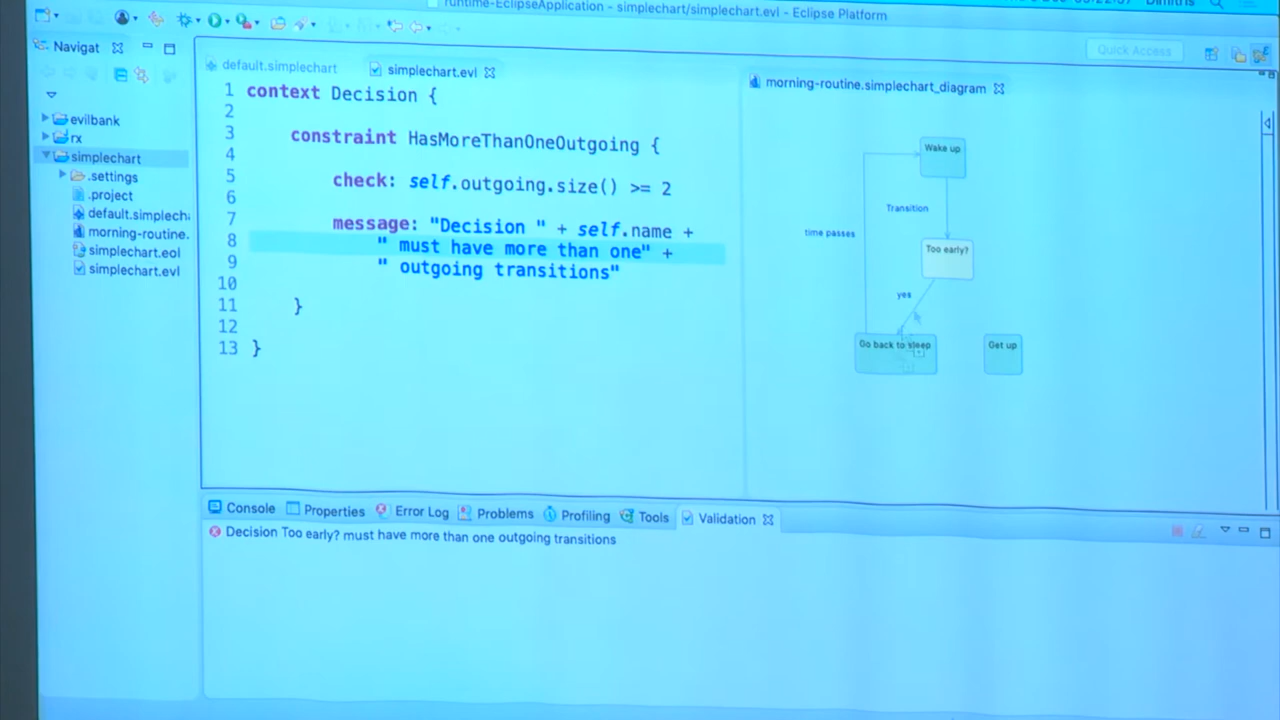 runtime-EclipseApplication - simplechart/simplechart.evl - Eclipse Platform
Dimitris
Quick Access
Navigat
evilbank
rx
simplechart
.settings
.project
default.simplech
morning-routine.
simplechart.eol
simplechart.evl
default.simplechart
simplechart.evl
1 context Decision {
2
3 constraint HasMoreThanOneOutgoing {
4
5 check: self.outgoing.size() >= 2
6
7 message: "Decision " + self.name +
8 " must have more than one" +
9 " outgoing transitions"
10
11 }
12
13 }
morning-routine.simplechart_diagram
Wake up
Transition
time passes
Too early?
yes
Go back to sleep
Get up
Console
Properties
Error Log
Problems
Profiling
Tools
Validation
Decision Too early? must have more than one outgoing transitions